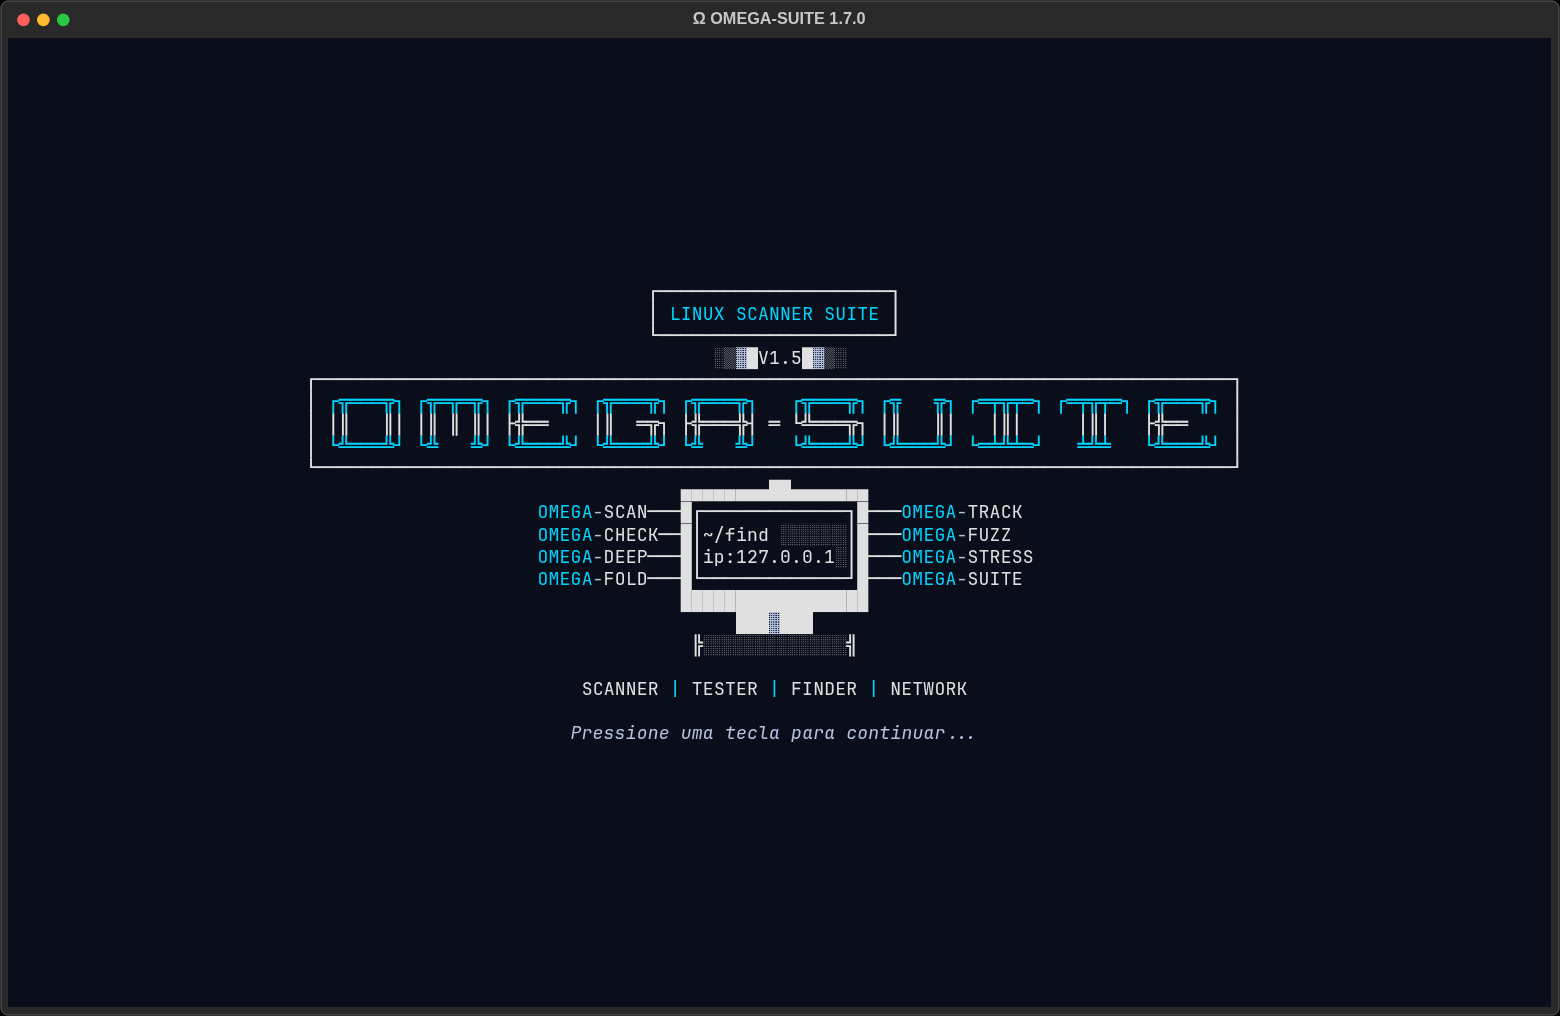 Ω OMEGA-SUITE 1.7.0
LINUX SCANNER SUITE
V1.5
OMEGA-SUITE
OMEGA-SCAN
OMEGA-CHECK
OMEGA-DEEP
OMEGA-FOLD
~/find
ip:127.0.0.1
OMEGA-TRACK
OMEGA-FUZZ
OMEGA-STRESS
OMEGA-SUITE
SCANNER | TESTER | FINDER | NETWORK
Pressione uma tecla para continuar...